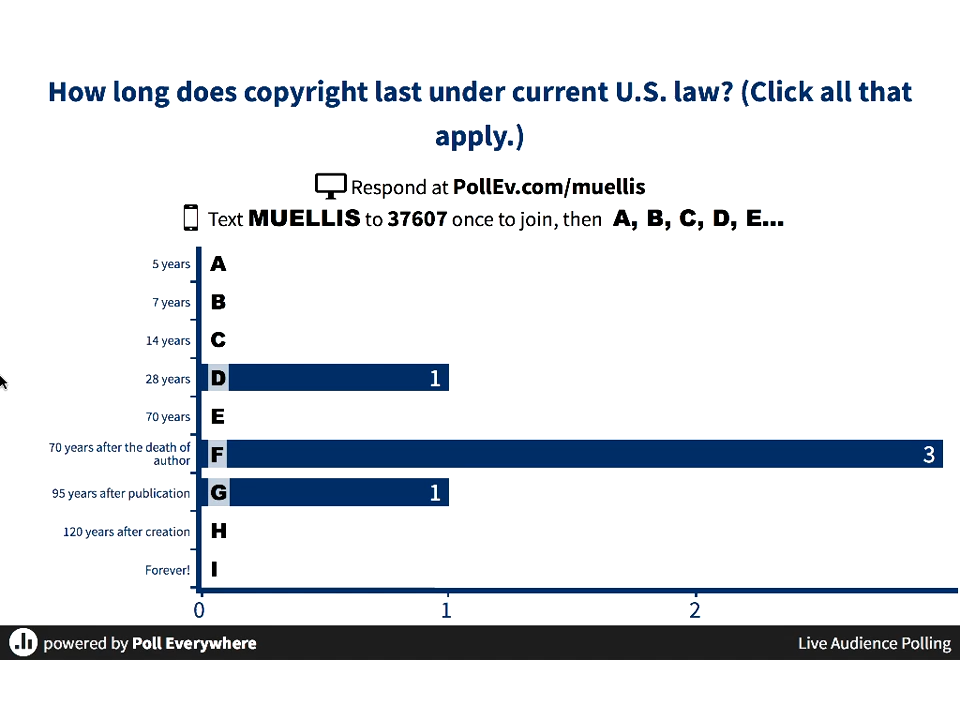 How long does copyright last under current U.S. law? (Click all that
apply.)
Respond at PollEv.com/muellis
Text MUELLIS to 37607 once to join, then A, B, C, D, E...
5 years A
7 years B
14 years C
28 years D 1
70 years E
70 years after the death of
author F 3
95 years after publication G 1
120 years after creation H
Forever! I
0 1 2
powered by Poll Everywhere
Live Audience Polling